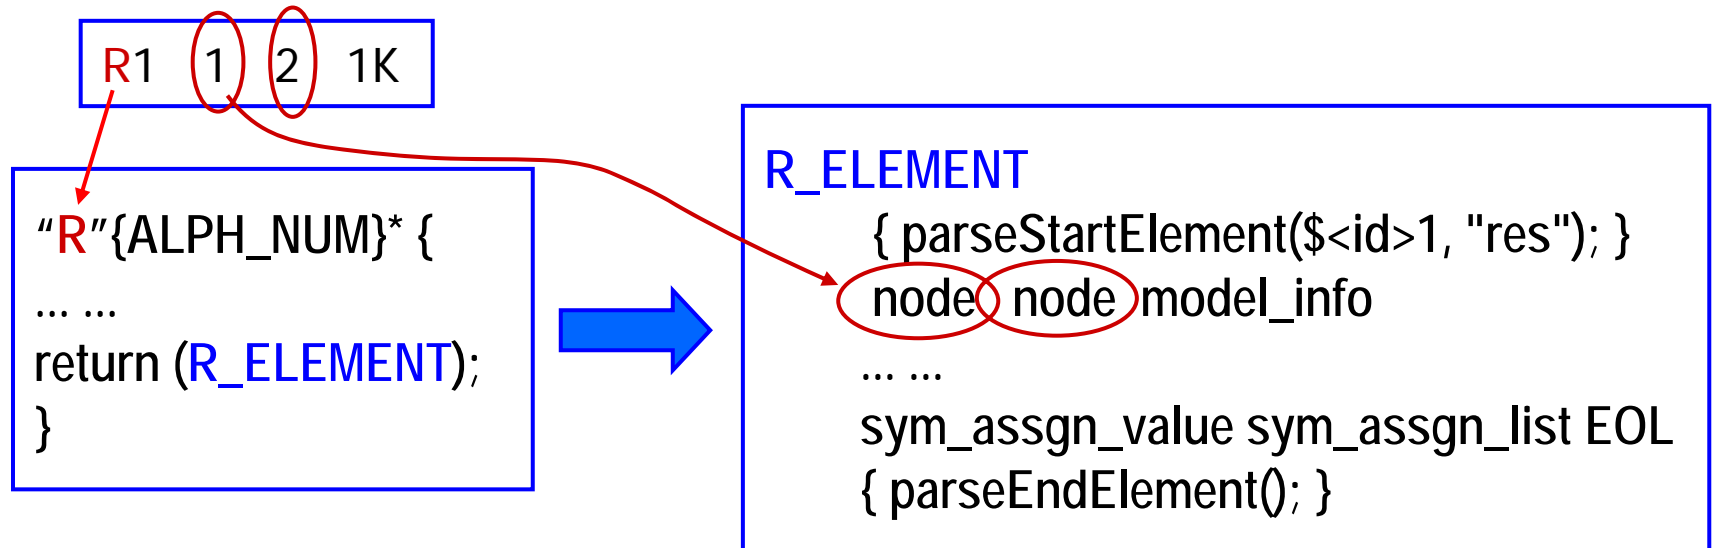 R1 1 2 1K
“R”{ALPH_NUM}* {
... ...
return (R_ELEMENT);
}
R_ELEMENT
{ parseStartElement($<id>1, "res"); }
node node model_info
... ...
sym_assgn_value sym_assgn_list EOL
{ parseEndElement(); }